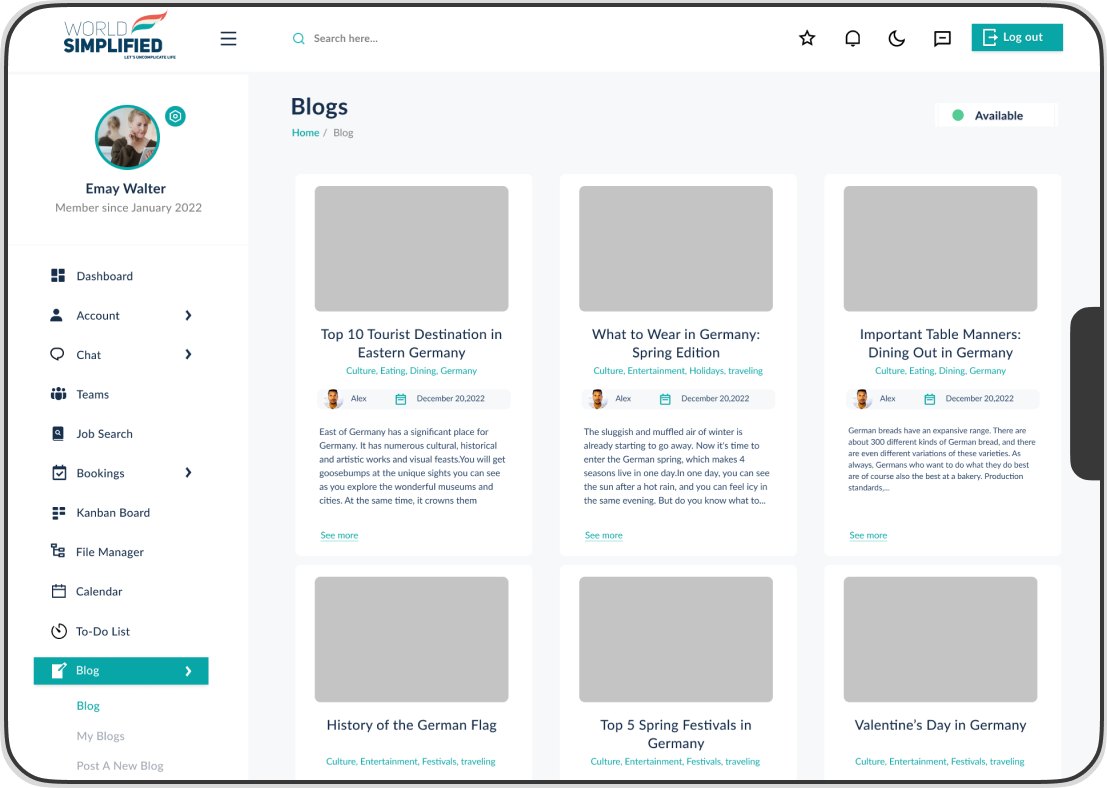 WORLD
SIMPLIFIED
LET'S UNCOMPLICATE LIFE
Search here...
Log out
Emay Walter
Member since January 2022
Dashboard
Account
Chat
Teams
Job Search
Bookings
Kanban Board
File Manager
Calendar
To-Do List
Blog
Blog
My Blogs
Post A New Blog
Blogs
Home / Blog
Available
Top 10 Tourist Destination in
Eastern Germany
Culture, Eating, Dining, Germany
Alex December 20,2022
East of Germany has a significant place for
Germany. It has numerous cultural, historical
and artistic works and visual feasts.You will get
goosebumps at the unique sights you can see
as you explore the wonderful museums and
cities. At the same time, it crowns them
See more
What to Wear in Germany:
Spring Edition
Culture, Entertainment, Holidays, traveling
Alex December 20,2022
The sluggish and muffled air of winter is
already starting to go away. Now it's time to
enter the German spring, which makes 4
seasons live in one day.In one day, you can see
the sun after a hot rain, and you can feel icy in
the same evening. But do you know what to...
See more
Important Table Manners:
Dining Out in Germany
Culture, Eating, Dining, Germany
Alex December 20,2022
German breads have an expansive range. There are
about 300 different kinds of German bread, and there
are even different variations of these varieties. As
always, Germans who want to do what they do best
are of course also the best at a bakery. Production
standards,...
See more
History of the German Flag
Culture, Entertainment, Festivals, traveling
Top 5 Spring Festivals in
Germany
Culture, Entertainment, Festivals, traveling
Valentine's Day in Germany
Culture, Entertainment, Festivals, traveling